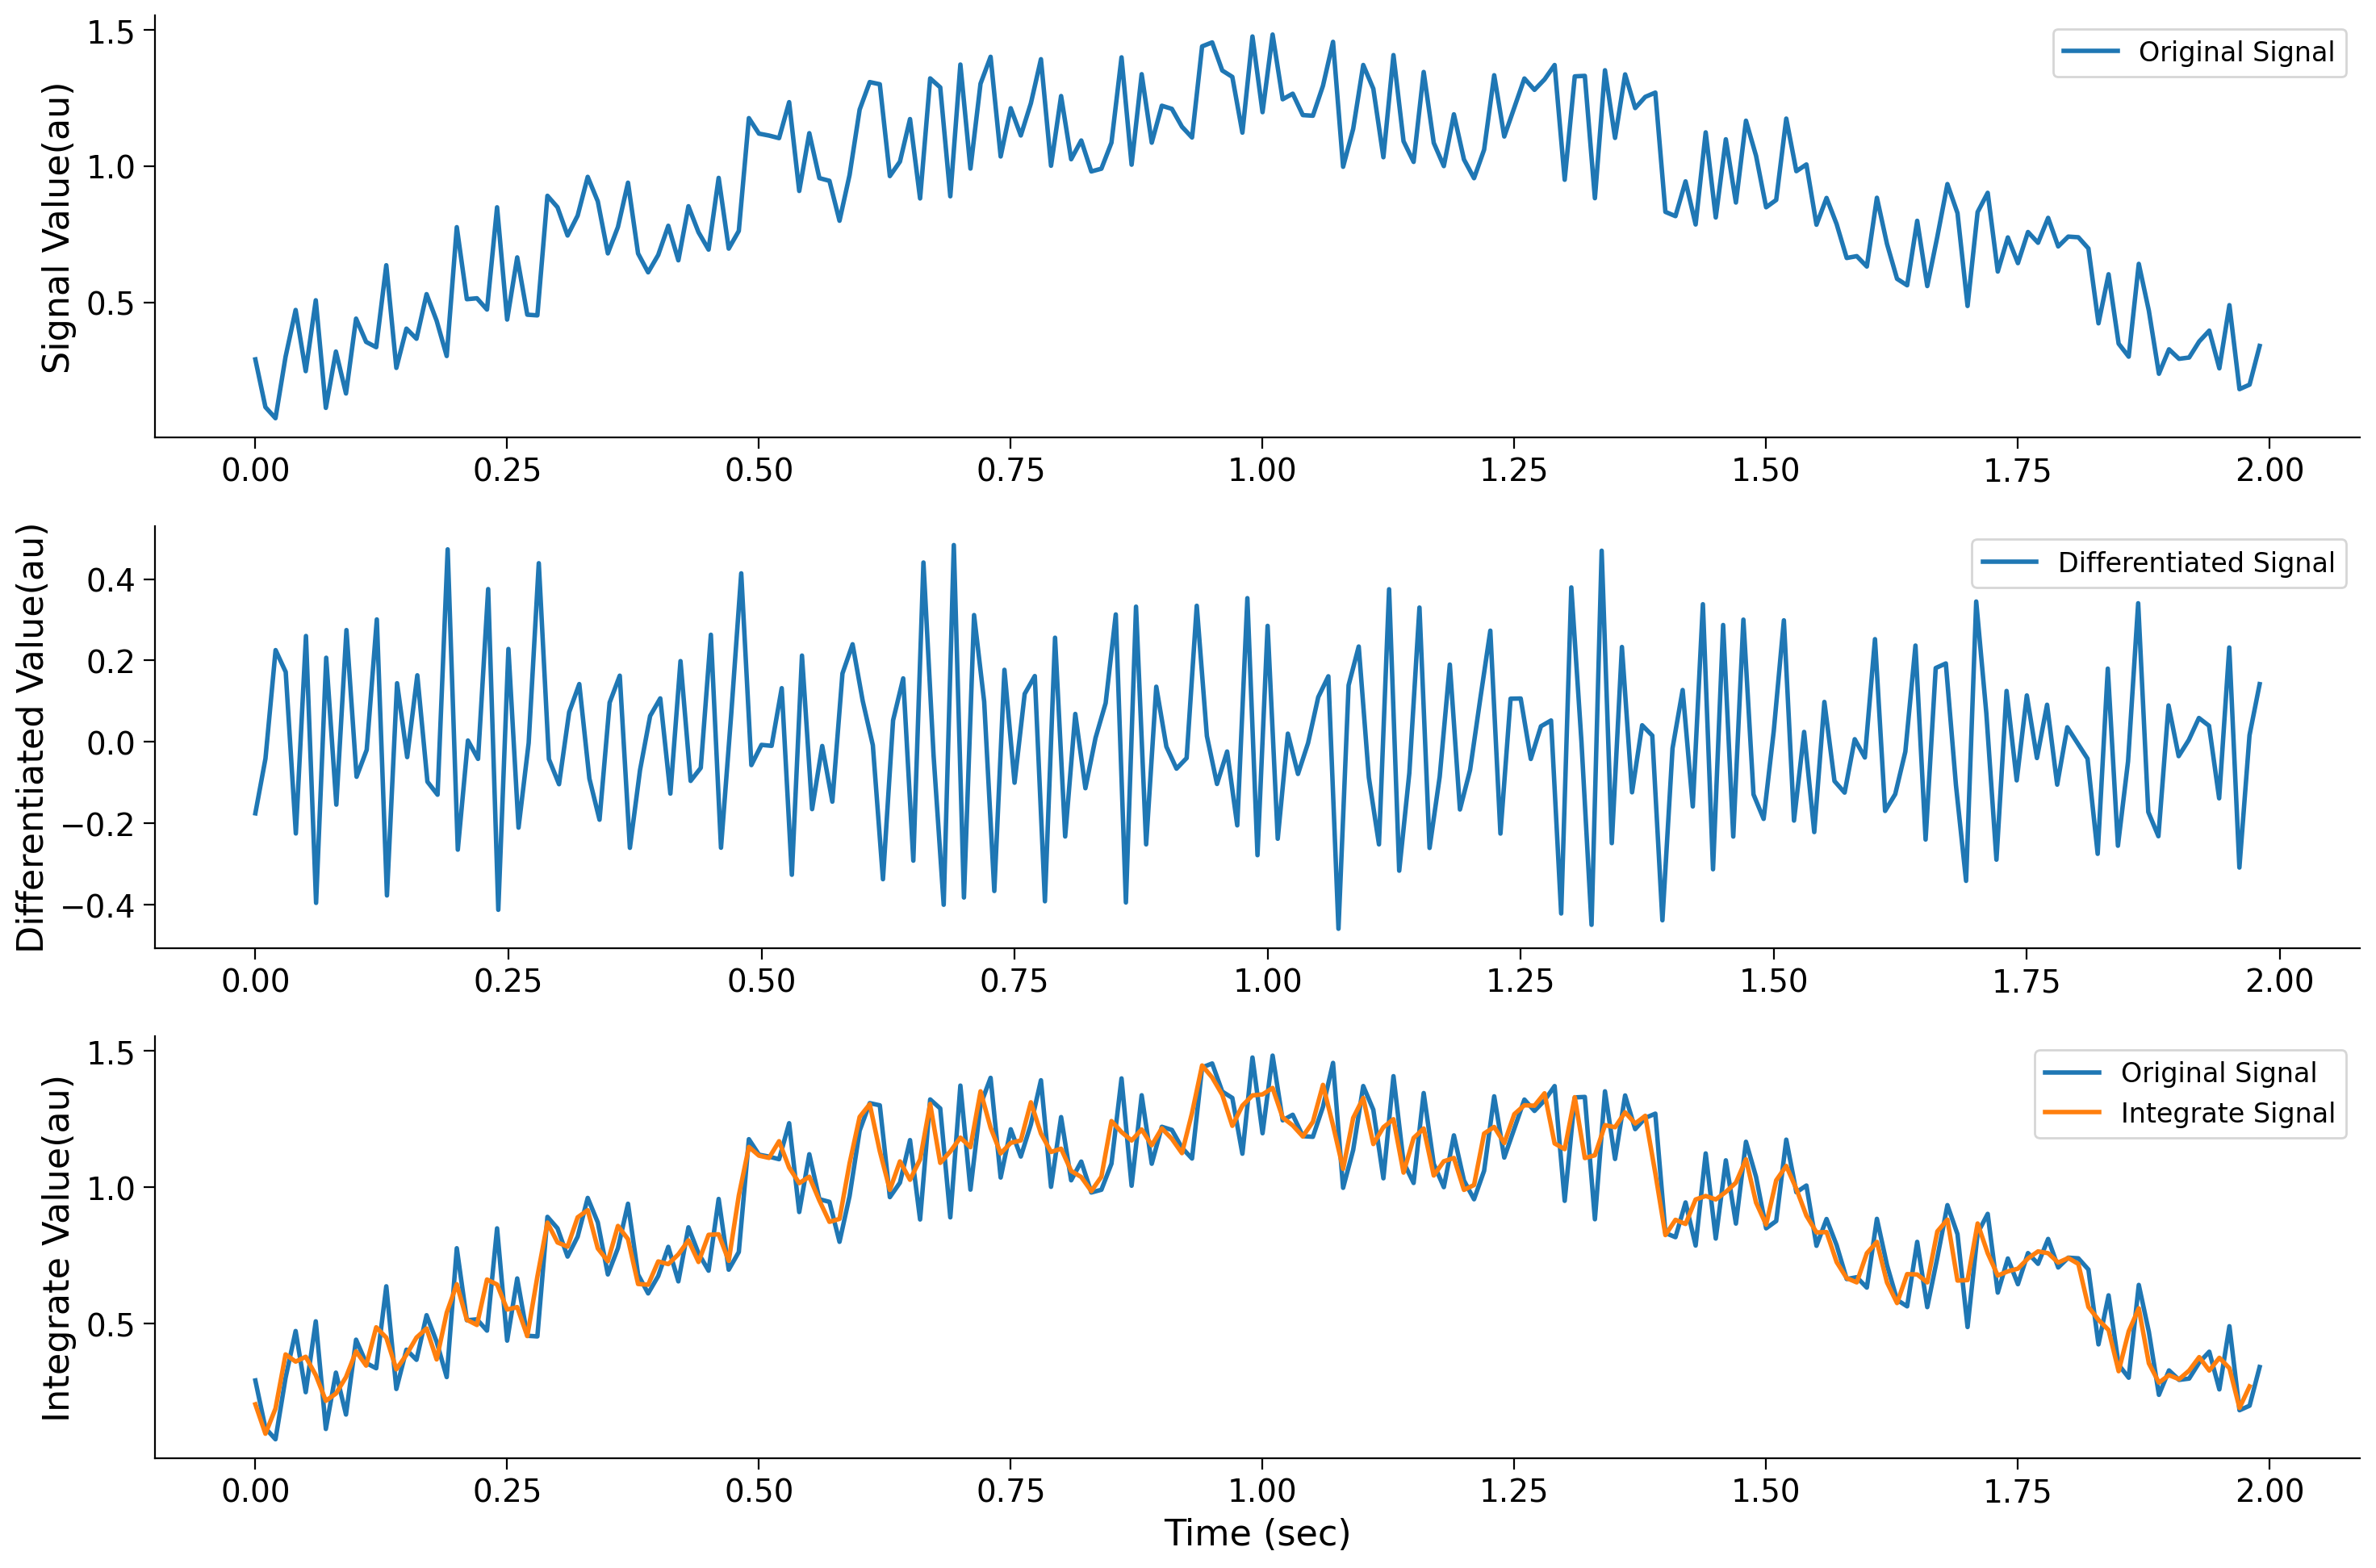 Signal Value(au)
1.5
1.0
0.5
Original Signal
0.00 0.25 0.50 0.75 1.00 1.25 1.50 1.75 2.00
Differentiated Value(au)
0.4
0.2
0.0
−0.2
−0.4
Differentiated Signal
0.00 0.25 0.50 0.75 1.00 1.25 1.50 1.75 2.00
Integrate Value(au)
1.5
1.0
0.5
Original Signal
Integrate Signal
0.00 0.25 0.50 0.75 1.00 1.25 1.50 1.75 2.00
Time (sec)